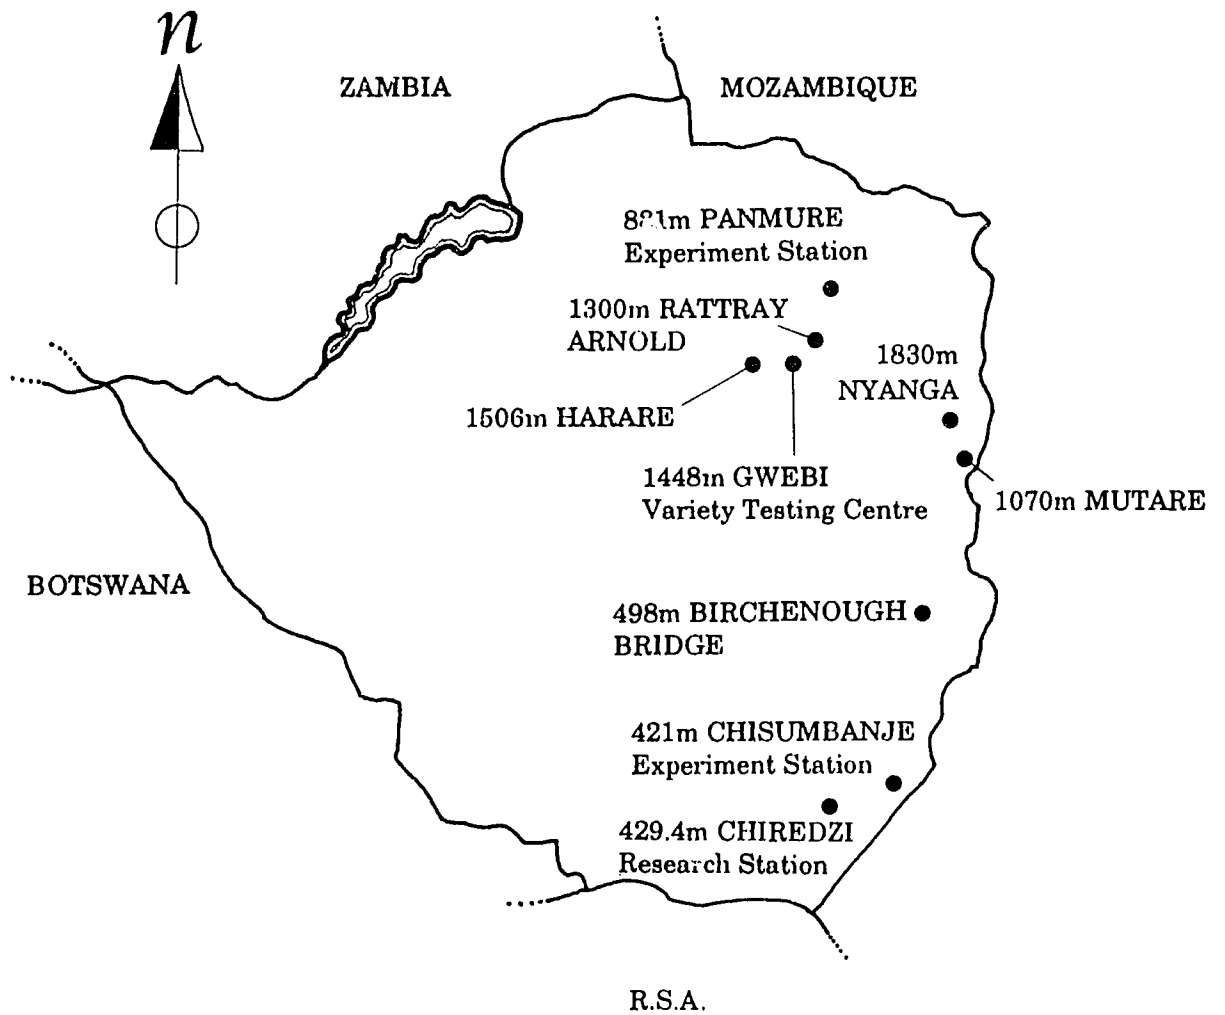 n
ZAMBIA
MOZAMBIQUE
PANMURE
Experiment Station
1300m RATTRAY
ARNOLD
1830m
NYANGA
1506m HARARE
1448m GWEBI
Variety Testing Centre
1070m MUTARE
BOTSWANA
498m BIRCHENOUGH
BRIDGE
421m CHISUMBANJE
Experiment Station
429.4m CHIREDZI
Research Station
R.S.A.